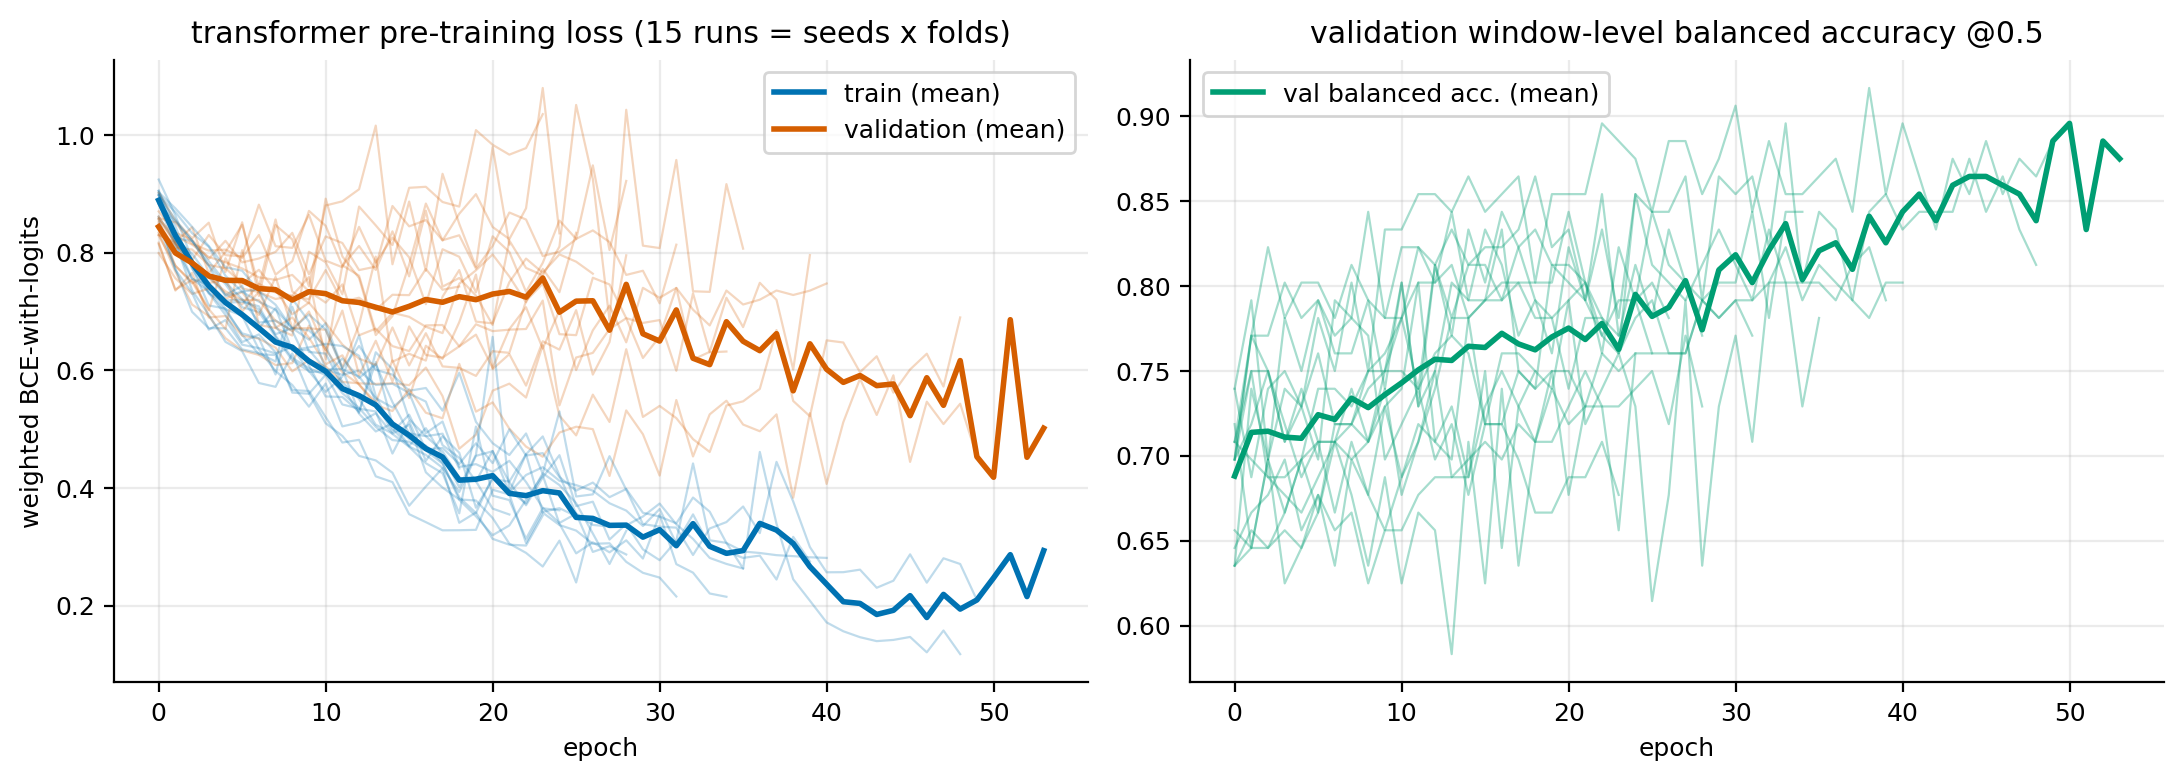 transformer pre-training loss (15 runs = seeds x folds)
train (mean)
validation (mean)
1.0
0.8
0.6
0.4
0.2
weighted BCE-with-logits
0 10 20 30 40 50
epoch
validation window-level balanced accuracy @0.5
val balanced acc. (mean)
0.90
0.85
0.80
0.75
0.70
0.65
0.60
0 10 20 30 40 50
epoch